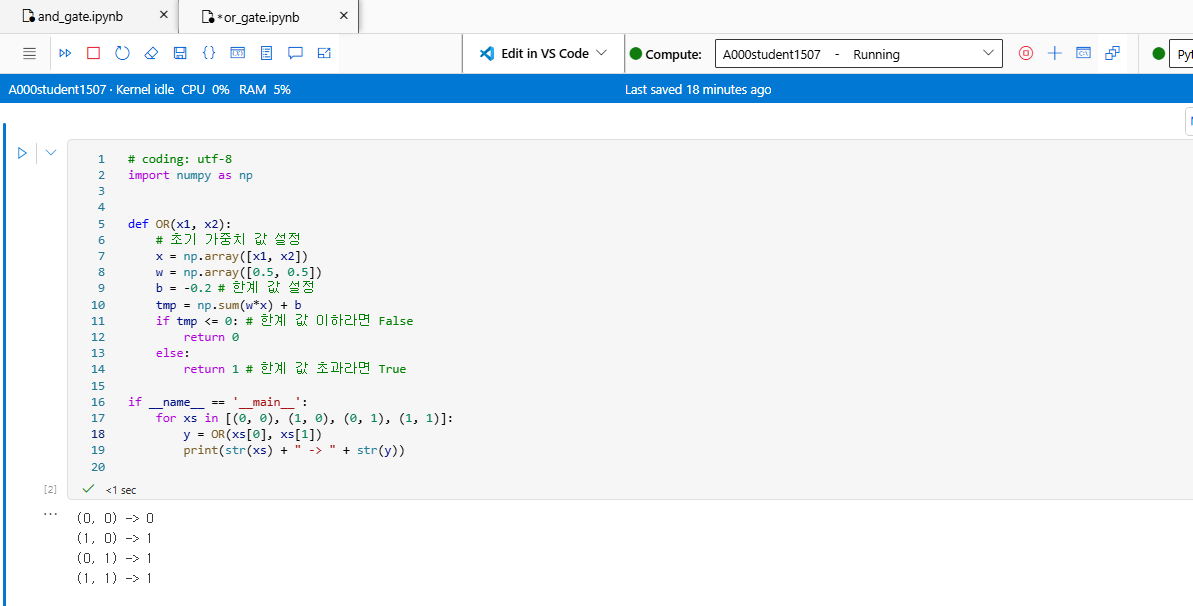 and_gate.ipynb
*or_gate.ipynb
Edit in VS Code
Compute:
A000student1507 - Running
A000student1507 · Kernel idle CPU 0% RAM 5%
Last saved 18 minutes ago
1 # coding: utf-8
2 import numpy as np
3
4
5 def OR(x1, x2):
6 # 초기 가중치 값 설정
7 x = np.array([x1, x2])
8 w = np.array([0.5, 0.5])
9 b = -0.2 # 한계 값 설정
10 tmp = np.sum(w*x) + b
11 if tmp <= 0: # 한계 값 이하라면 False
12 return 0
13 else:
14 return 1 # 한계 값 초과라면 True
15
16 if __name__ == '__main__':
17 for xs in [(0, 0), (1, 0), (0, 1), (1, 1)]:
18 y = OR(xs[0], xs[1])
19 print(str(xs) + " -> " + str(y))
20
[2] <1 sec
(0, 0) -> 0
(1, 0) -> 1
(0, 1) -> 1
(1, 1) -> 1